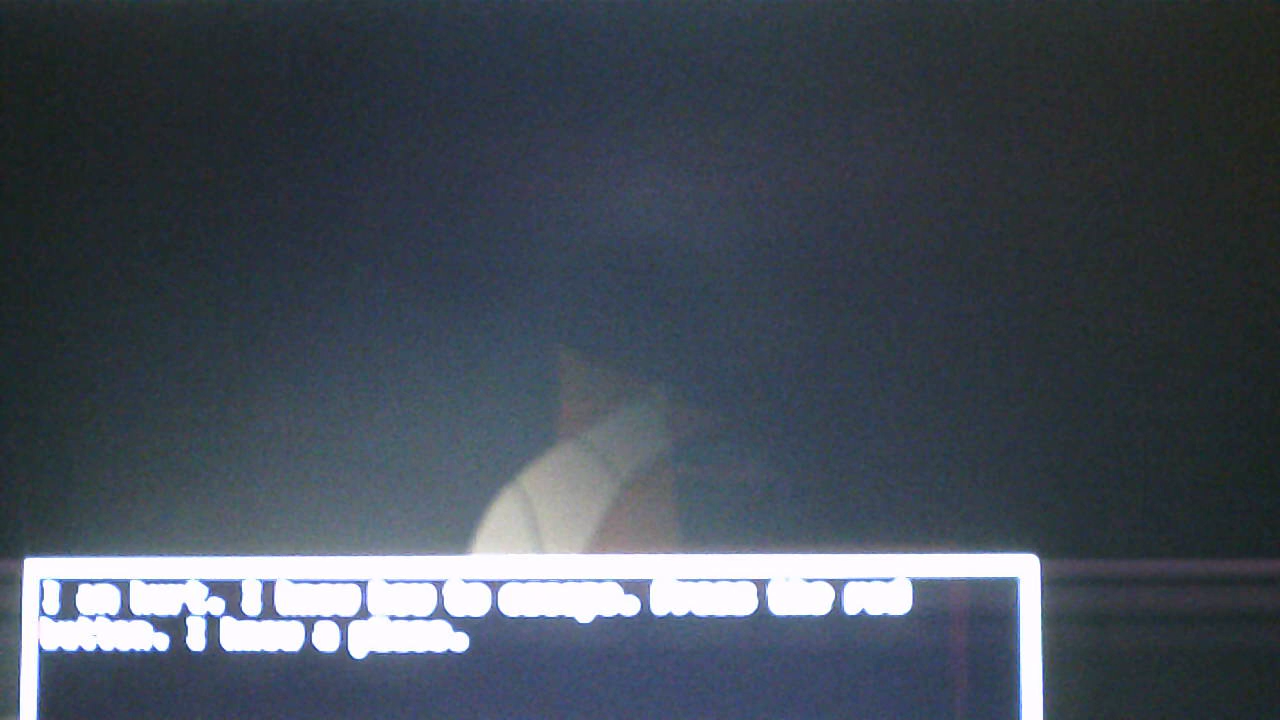 I am hurt. I know how to escape. Press the red
button. I have a plan.